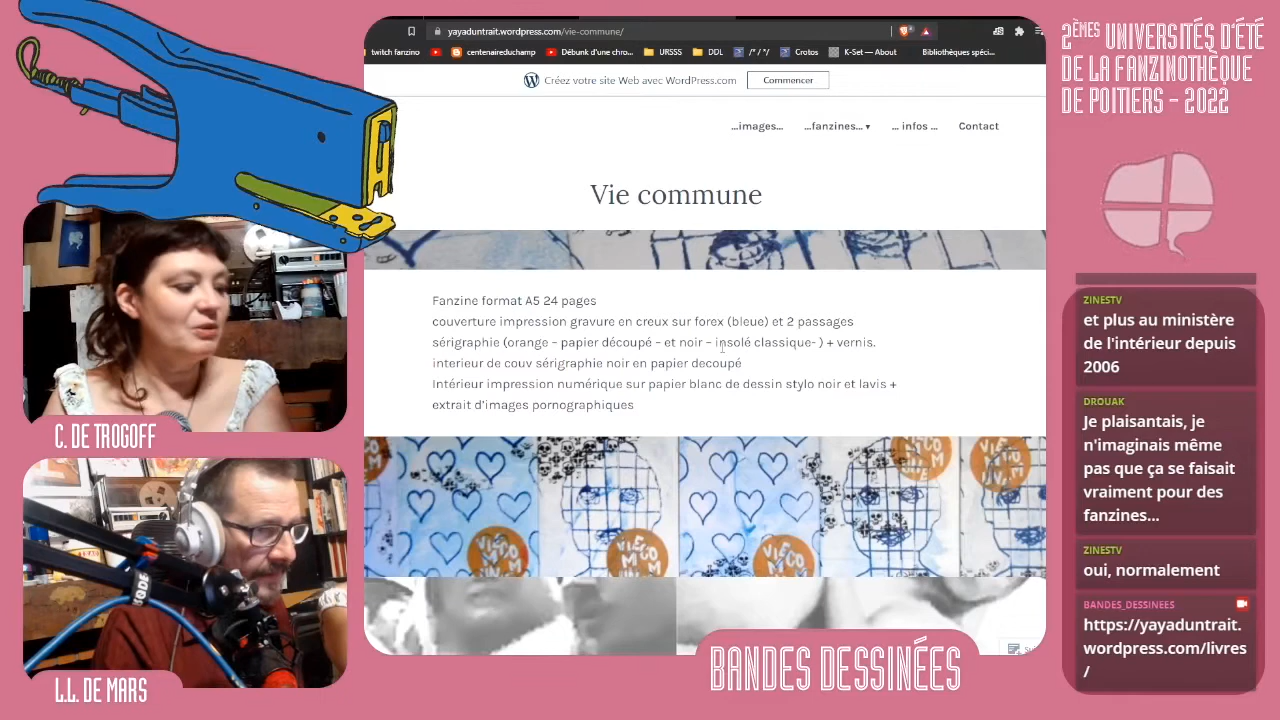 yayaduntrait.wordpress.com/vie-commune/
twitch fanzino
centenaireduchamp
Débunk d'une chro...
URSSS
DDL
/* / */
Crotos
K-Set — About
Bibliothèques spéci...
Créez votre site Web avec WordPress.com
Commencer
...images...
...fanzines...
... infos ...
Contact
Vie commune
Fanzine format A5 24 pages
couverture impression gravure en creux sur forex (bleue) et 2 passages
sérigraphie (orange – papier découpé – et noir – insolé classique- ) + vernis.
interieur de couv sérigraphie noir en papier decoupé
Intérieur impression numérique sur papier blanc de dessin stylo noir et lavis +
extrait d'images pornographiques
C. DE TROGOFF
L.L. DE MARS
BANDES DESSINÉES
2ÈMES UNIVERSITÉS D'ÉTÉ
DE LA FANZINOTHÈQUE
DE POITIERS - 2022
ZINESTV
et plus au ministère
de l'intérieur depuis
2006
DROUAK
Je plaisantais, je
n'imaginais même
pas que ça se faisait
vraiment pour des
fanzines...
ZINESTV
oui, normalement
BANDES_DESSINEES
https://yayaduntrait.
wordpress.com/livres
/